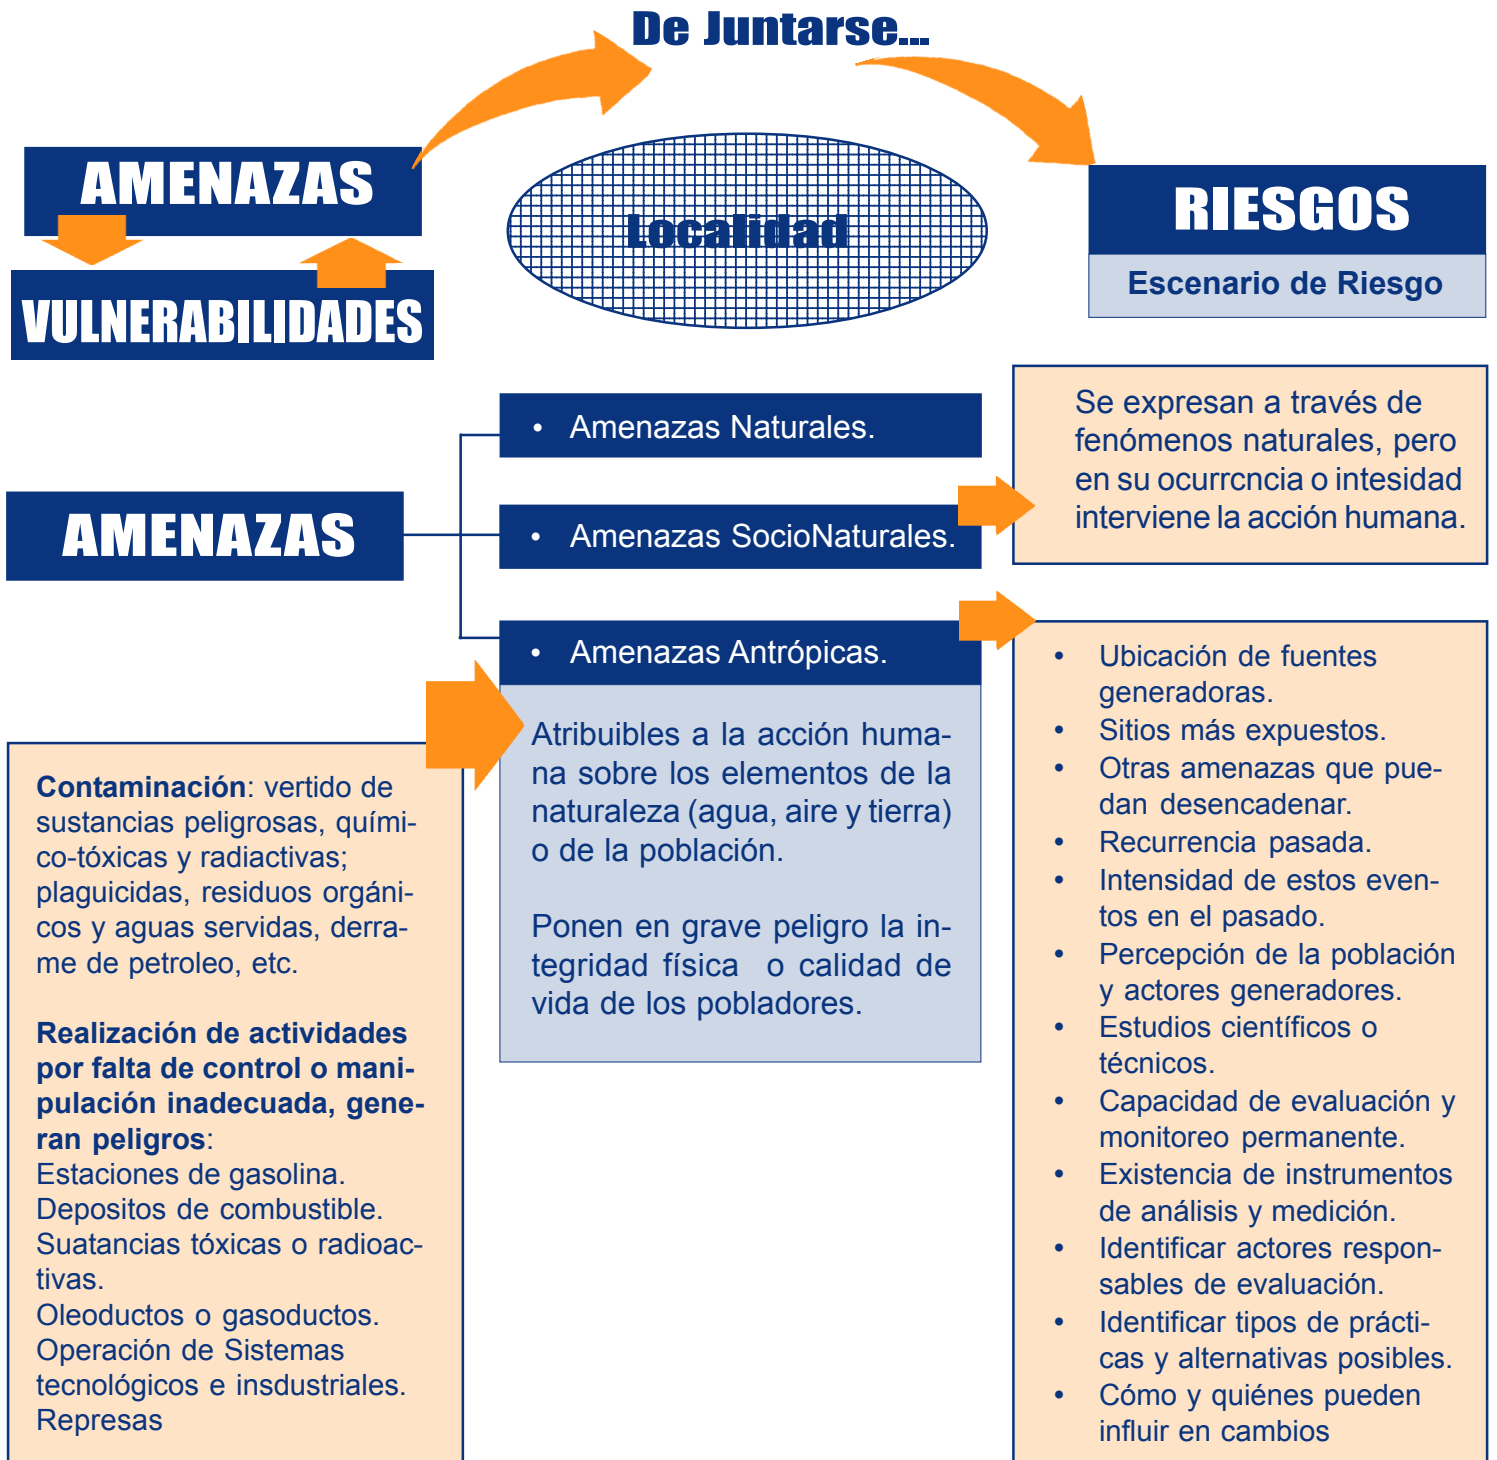 De Juntarse...
AMENAZAS
VULNERABILIDADES
Localidad
RIESGOS
Escenario de Riesgo
AMENAZAS
• Amenazas Naturales.
• Amenazas SocioNaturales.
Se expresan a través de
fenómenos naturales, pero
en su ocurrcncia o intesidad
interviene la acción humana.
• Amenazas Antrópicas.
Atribuibles a la acción huma-
na sobre los elementos de la
naturaleza (agua, aire y tierra)
o de la población.
Ponen en grave peligro la in-
tegridad física o calidad de
vida de los pobladores.
Contaminación: vertido de
sustancias peligrosas, quími-
co-tóxicas y radiactivas;
plaguicidas, residuos orgáni-
cos y aguas servidas, derra-
me de petroleo, etc.
Realización de actividades
por falta de control o mani-
pulación inadecuada, gene-
ran peligros:
Estaciones de gasolina.
Depositos de combustible.
Suatancias tóxicas o radioac-
tivas.
Oleoductos o gasoductos.
Operación de Sistemas
tecnológicos e insdustriales.
Represas
• Ubicación de fuentes
generadoras.
• Sitios más expuestos.
• Otras amenazas que pue-
dan desencadenar.
• Recurrencia pasada.
• Intensidad de estos even-
tos en el pasado.
• Percepción de la población
y actores generadores.
• Estudios científicos o
técnicos.
• Capacidad de evaluación y
monitoreo permanente.
• Existencia de instrumentos
de análisis y medición.
• Identificar actores respon-
sables de evaluación.
• Identificar tipos de prácti-
cas y alternativas posibles.
• Cómo y quiénes pueden
influir en cambios